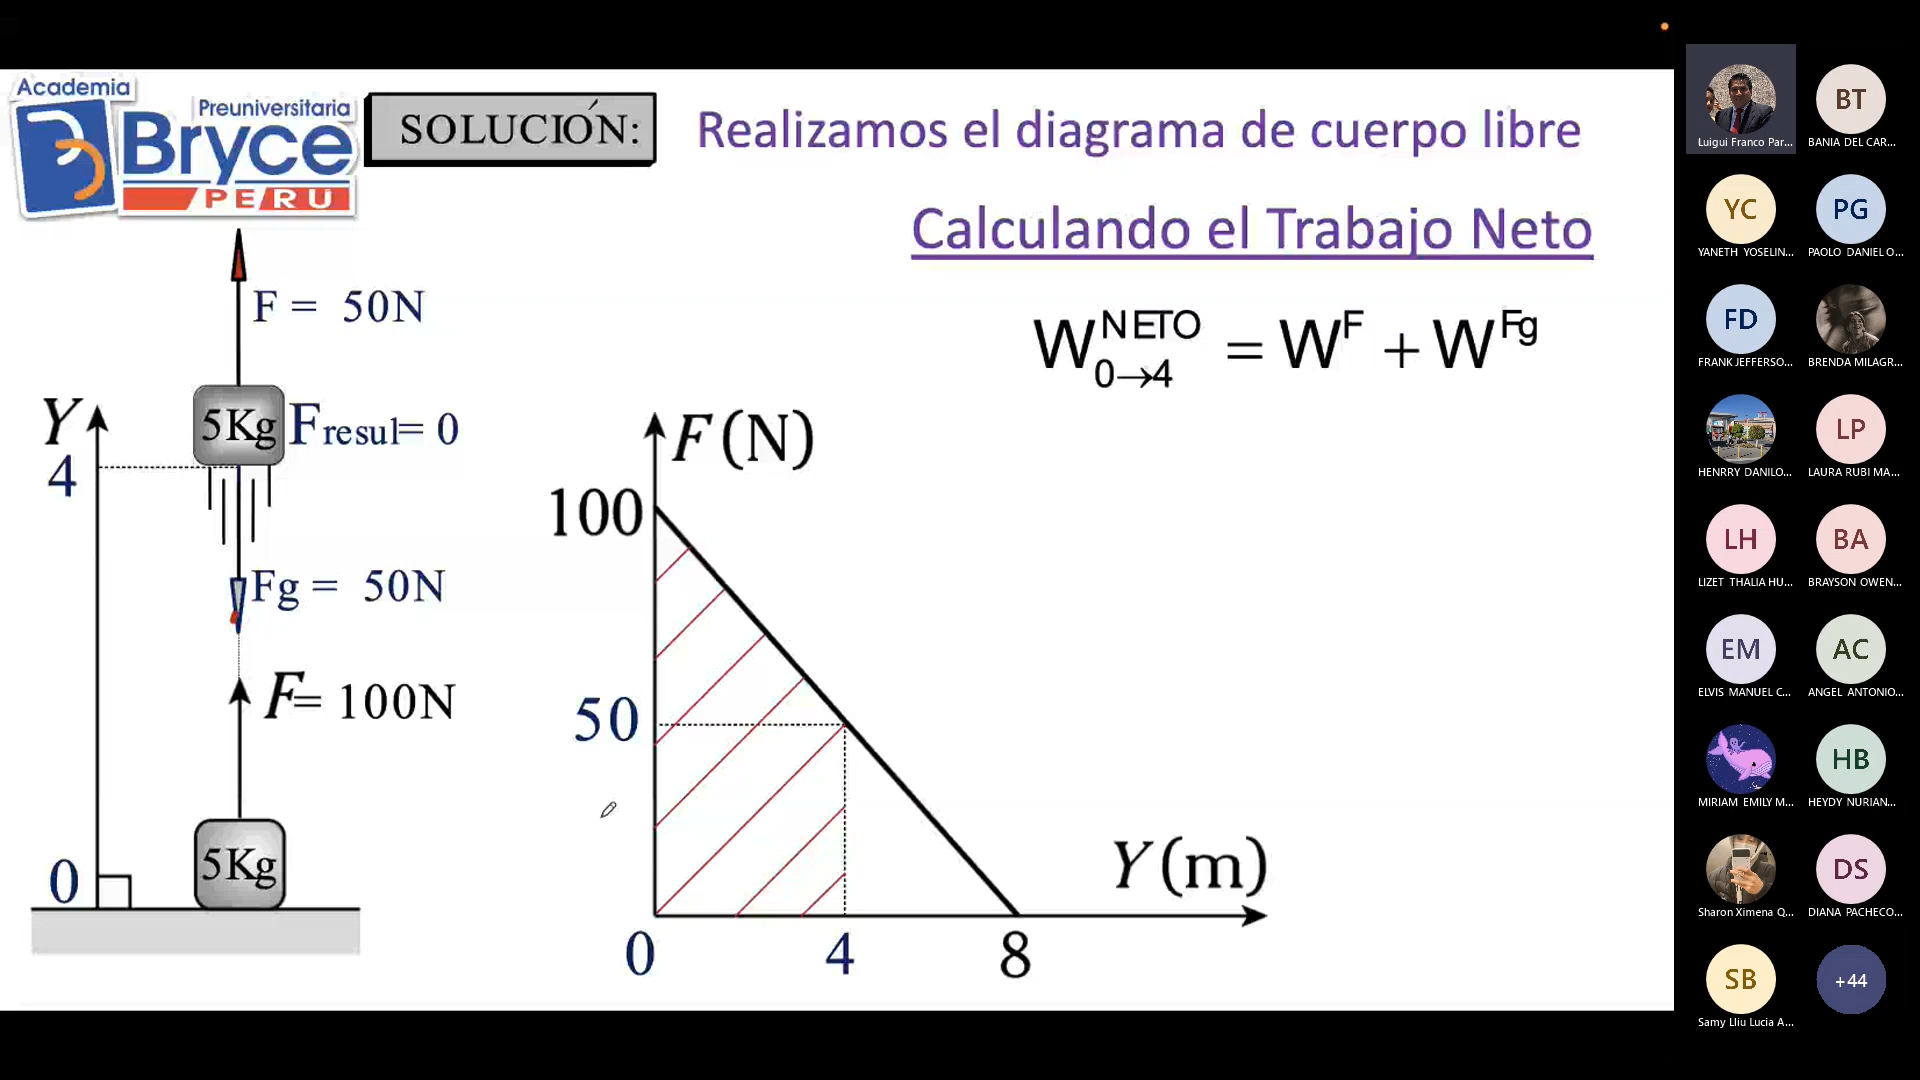 Academia
Preuniversitaria
Bryce
PERÚ
SOLUCIÓN:
Realizamos el diagrama de cuerpo libre
Calculando el Trabajo Neto
W NETO 0→4 = W F + W Fg
F = 50N
Y
4
5Kg
Fresul= 0
Fg = 50N
F= 100N
0
5Kg
F(N)
100
50
Y(m)
0 4 8
Luigui Franco Par...
BT
BANIA DEL CAR...
YC
YANETH YOSELIN...
PG
PAOLO DANIEL O...
FD
FRANK JEFFERSO...
BRENDA MILAGR...
HENRRY DANILO...
LP
LAURA RUBI MA...
LH
LIZET THALIA HU...
BA
BRAYSON OWEN...
EM
ELVIS MANUEL C...
AC
ANGEL ANTONIO...
MIRIAM EMILY M...
HB
HEYDY NURIAN...
Sharon Ximena Q...
DS
DIANA PACHECO...
SB
Samy Lliu Lucia A...
+44